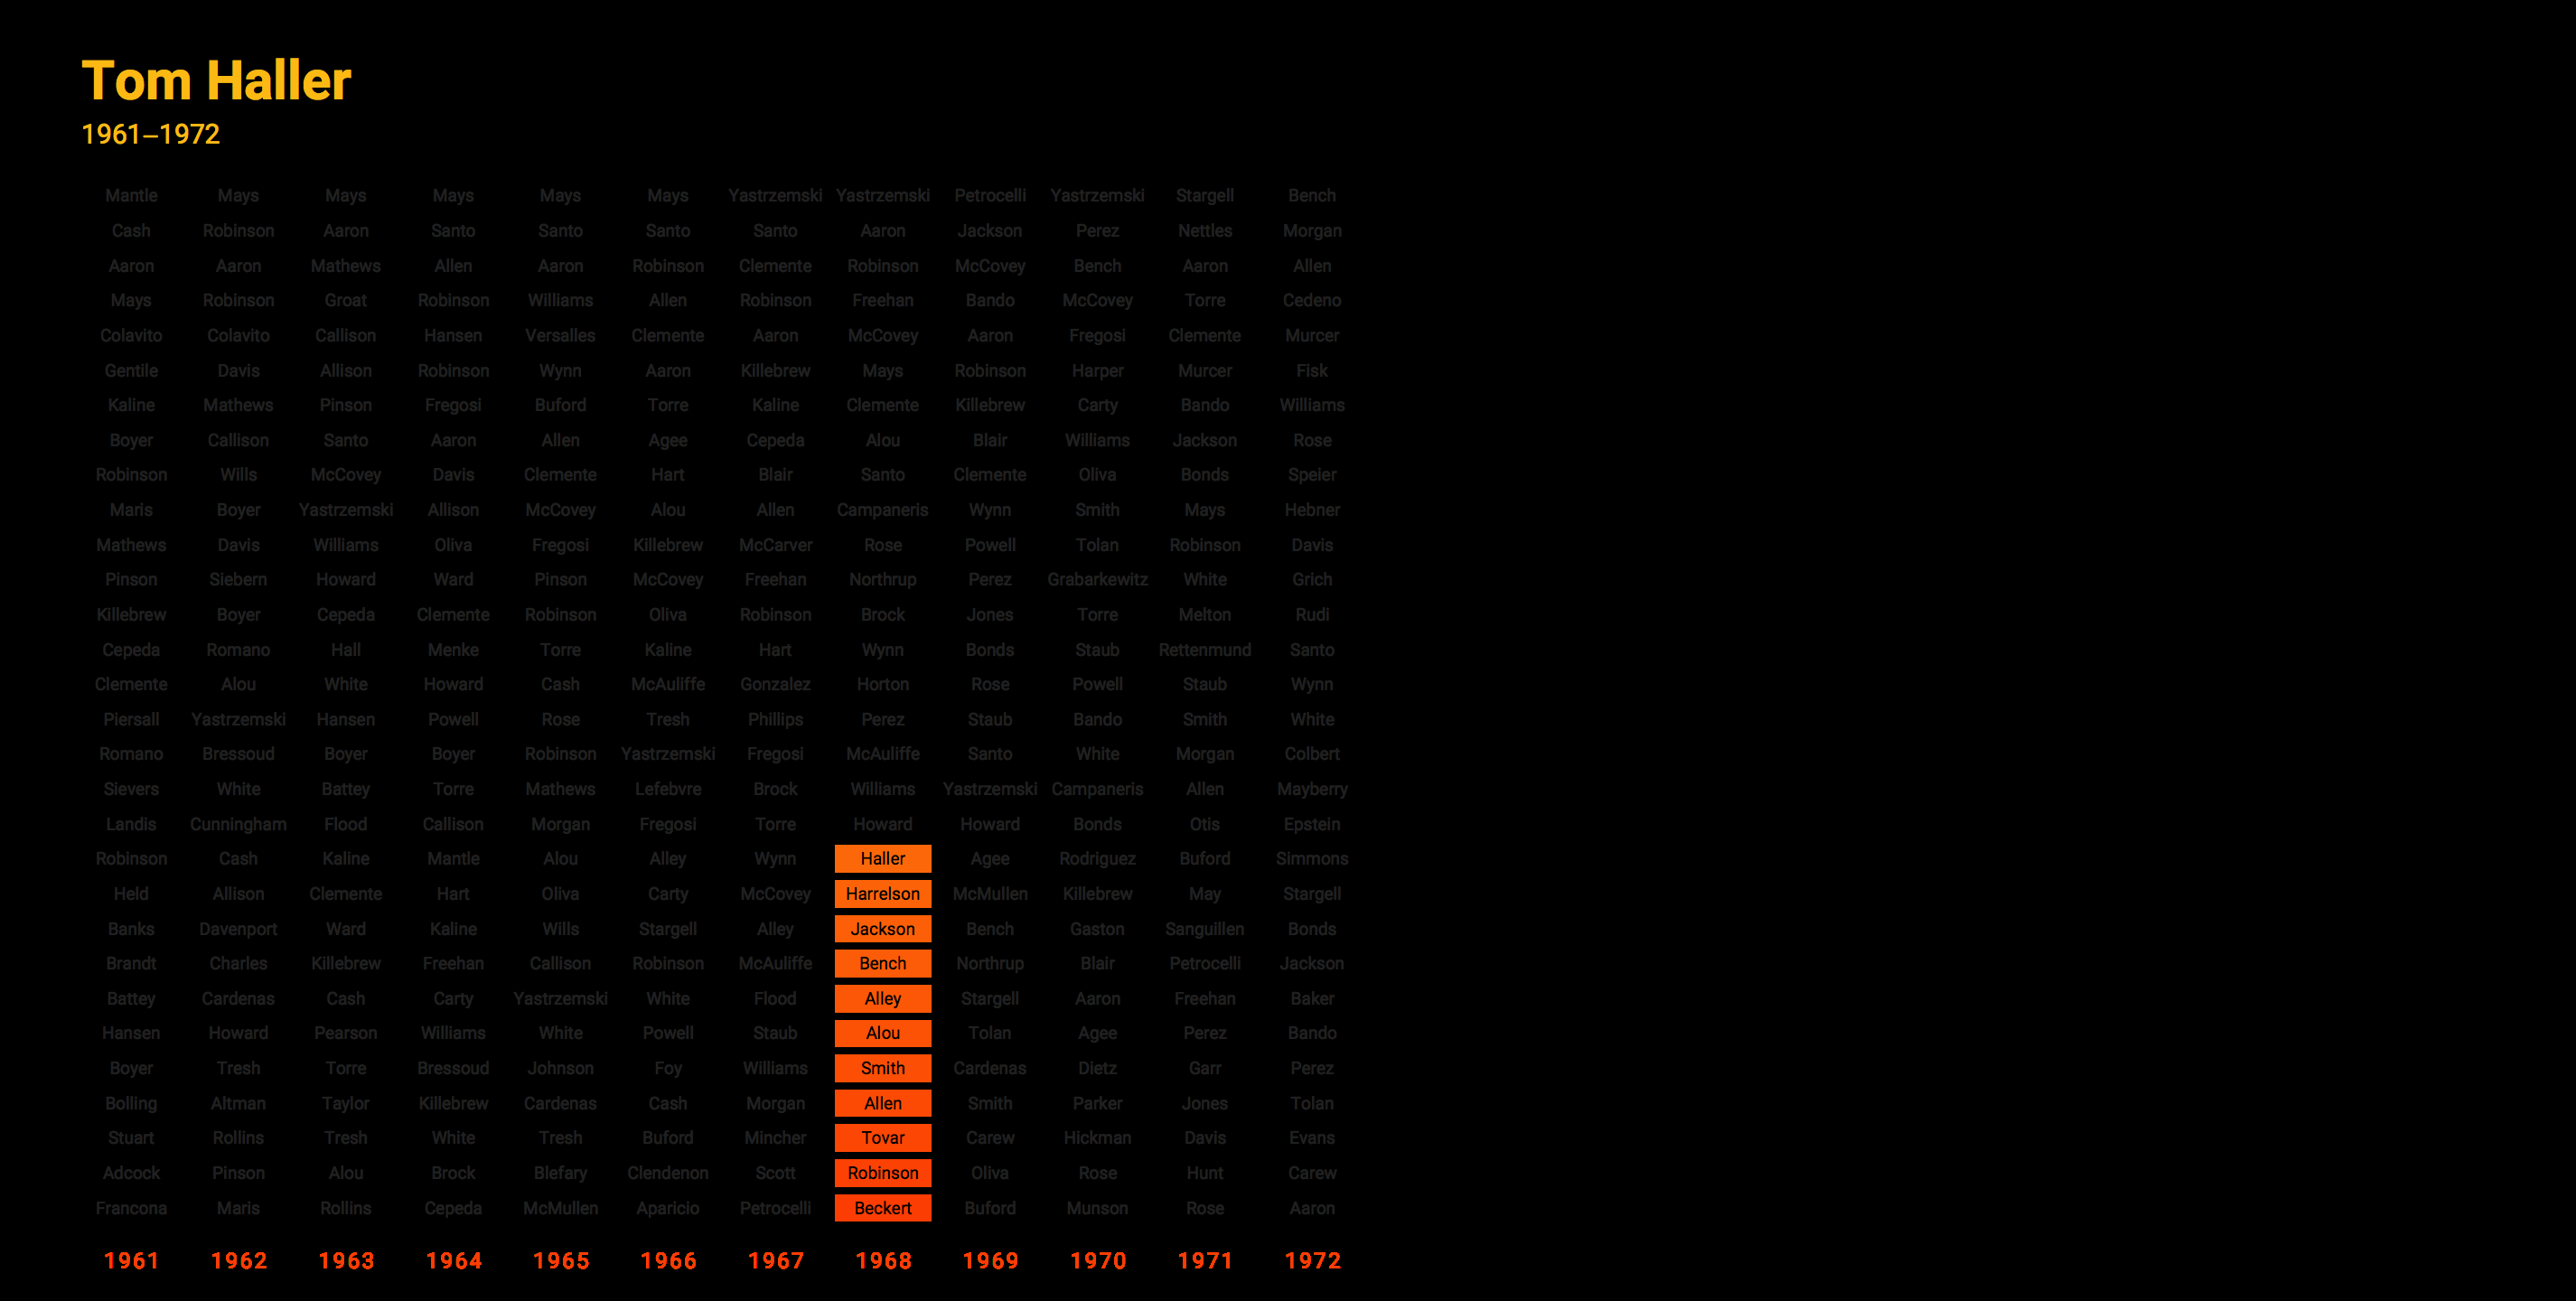 Tom Haller
1961–1972
Mantle Mays Mays Mays Mays Mays Yastrzemski Yastrzemski Petrocelli Yastrzemski Stargell Bench
Cash Robinson Aaron Santo Santo Santo Santo Aaron Jackson Perez Nettles Morgan
Aaron Aaron Mathews Allen Aaron Robinson Clemente Robinson McCovey Bench Aaron Allen
Mays Robinson Groat Robinson Williams Allen Robinson Freehan Bando McCovey Torre Cedeno
Colavito Colavito Callison Hansen Versalles Clemente Aaron McCovey Aaron Fregosi Clemente Murcer
Gentile Davis Allison Robinson Wynn Aaron Killebrew Mays Robinson Harper Murcer Fisk
Kaline Mathews Pinson Fregosi Buford Torre Kaline Clemente Killebrew Carty Bando Williams
Boyer Callison Santo Aaron Allen Agee Cepeda Alou Blair Williams Jackson Rose
Robinson Wills McCovey Davis Clemente Hart Blair Santo Clemente Oliva Bonds Speier
Maris Boyer Yastrzemski Allison McCovey Alou Allen Campaneris Wynn Smith Mays Hebner
Mathews Davis Williams Oliva Fregosi Killebrew McCarver Rose Powell Tolan Robinson Davis
Pinson Siebern Howard Ward Pinson McCovey Freehan Northrup Perez Grabarkewitz White Grich
Killebrew Boyer Cepeda Clemente Robinson Oliva Robinson Brock Jones Torre Melton Rudi
Cepeda Romano Hall Menke Torre Kaline Hart Wynn Bonds Staub Rettenmund Santo
Clemente Alou White Howard Cash McAuliffe Gonzalez Horton Rose Powell Staub Wynn
Piersall Yastrzemski Hansen Powell Rose Tresh Phillips Perez Staub Bando Smith White
Romano Bressoud Boyer Boyer Robinson Yastrzemski Fregosi McAuliffe Santo White Morgan Colbert
Sievers White Battey Torre Mathews Lefebvre Brock Williams Yastrzemski Campaneris Allen Mayberry
Landis Cunningham Flood Callison Morgan Fregosi Torre Howard Howard Bonds Otis Epstein
Robinson Cash Kaline Mantle Alou Alley Wynn Haller Agee Rodriguez Buford Simmons
Held Allison Clemente Hart Oliva Carty McCovey Harrelson McMullen Killebrew May Stargell
Banks Davenport Ward Kaline Wills Stargell Alley Jackson Bench Gaston Sanguillen Bonds
Brandt Charles Killebrew Freehan Callison Robinson McAuliffe Bench Northrup Blair Petrocelli Jackson
Battey Cardenas Cash Carty Yastrzemski White Flood Alley Stargell Aaron Freehan Baker
Hansen Howard Pearson Williams White Powell Staub Alou Tolan Agee Perez Bando
Boyer Tresh Torre Bressoud Johnson Foy Williams Smith Cardenas Dietz Garr Perez
Bolling Altman Taylor Killebrew Cardenas Cash Morgan Allen Smith Parker Jones Tolan
Stuart Rollins Tresh White Tresh Buford Mincher Tovar Carew Hickman Davis Evans
Adcock Pinson Alou Brock Blefary Clendenon Scott Robinson Oliva Rose Hunt Carew
Francona Maris Rollins Cepeda McMullen Aparicio Petrocelli Beckert Buford Munson Rose Aaron
1961 1962 1963 1964 1965 1966 1967 1968 1969 1970 1971 1972